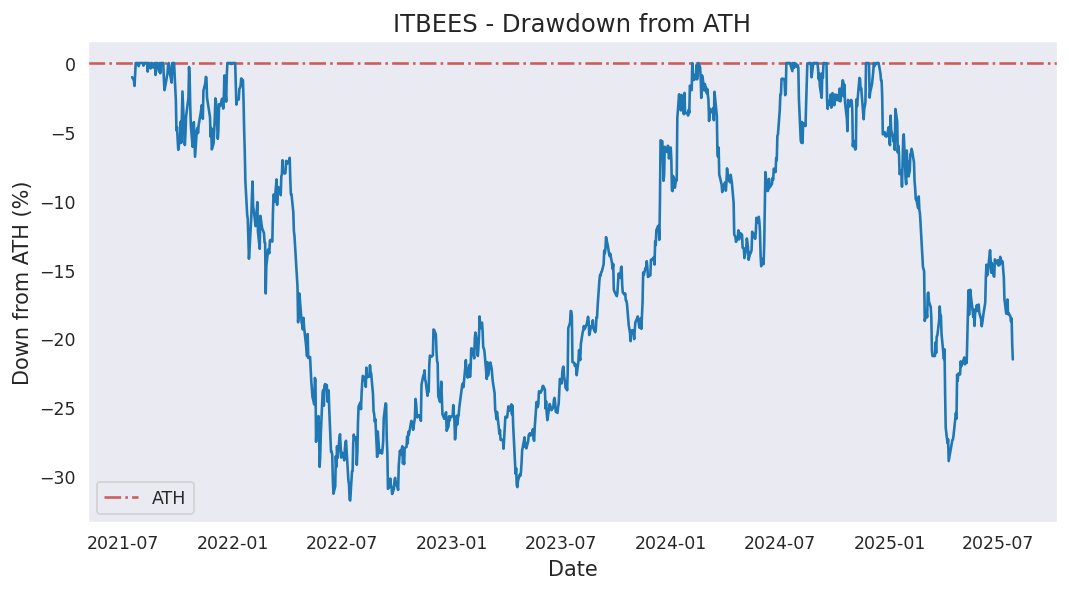 ITBEES - Drawdown from ATH
Down from ATH (%)
0
−5
−10
−15
−20
−25
−30
ATH
2021-07 2022-01 2022-07 2023-01 2023-07 2024-01 2024-07 2025-01 2025-07
Date